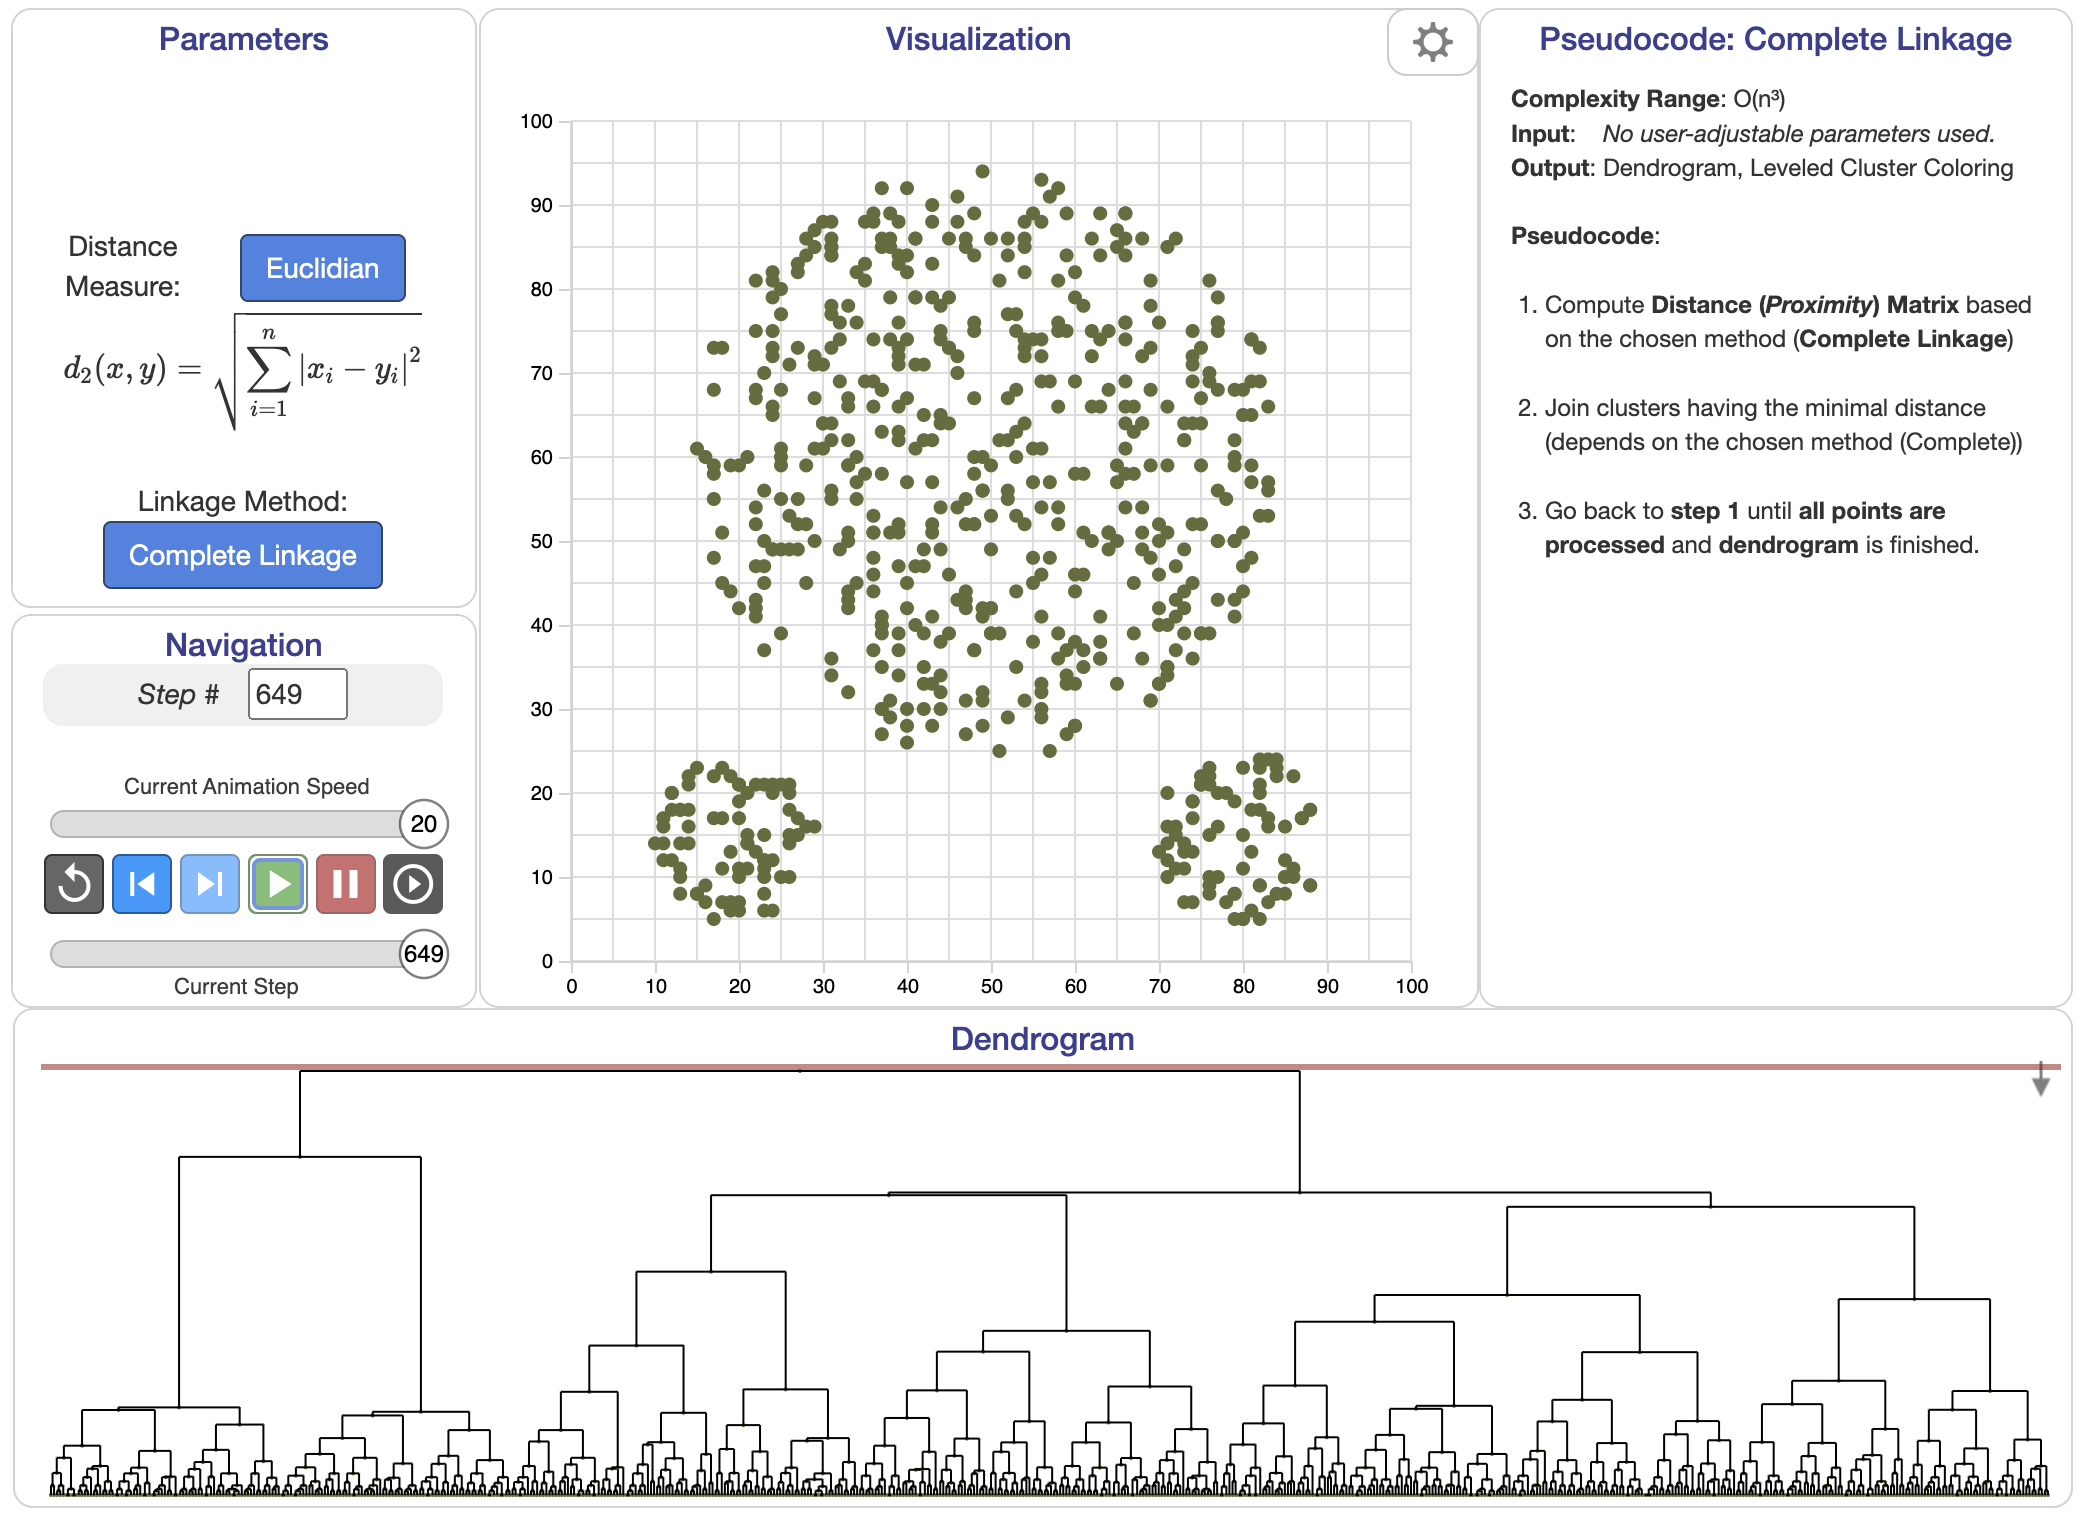 Parameters
Distance
Measure:
Euclidian
d₂(x, y) = √∑ⁿᵢ₌₁ |xᵢ − yᵢ|²
Linkage Method:
Complete Linkage
Navigation
Step # 649
Current Animation Speed
20
649
Current Step
Visualization
100
90
80
70
60
50
40
30
20
10
0
0 10 20 30 40 50 60 70 80 90 100
Pseudocode: Complete Linkage
Complexity Range: O(n³)
Input: No user-adjustable parameters used.
Output: Dendrogram, Leveled Cluster Coloring
Pseudocode:
1. Compute Distance (Proximity) Matrix based
on the chosen method (Complete Linkage)
2. Join clusters having the minimal distance
(depends on the chosen method (Complete))
3. Go back to step 1 until all points are
processed and dendrogram is finished.
Dendrogram